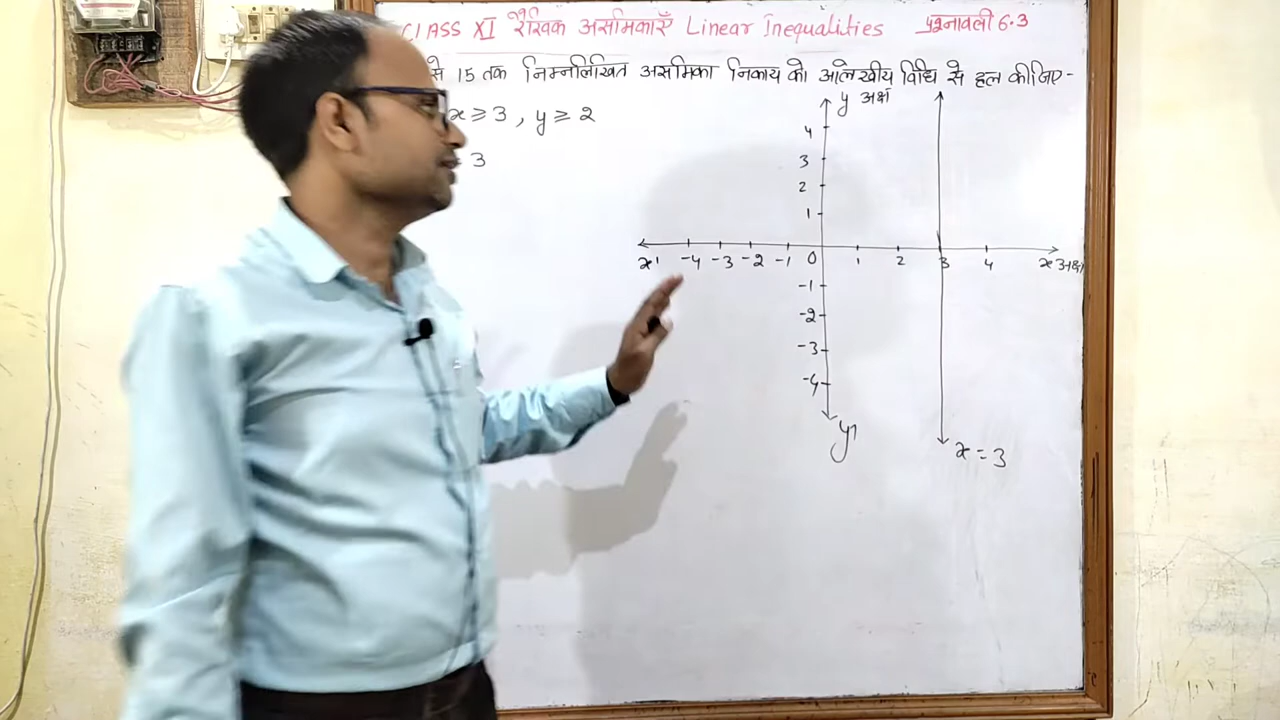 CLASS XI रैखिक असमिकाएँ Linear Inequalities प्रश्नावली 6.3
से 15 तक निम्नलिखित असमिका निकाय को आलेखीय विधि से हल कीजिए-
x ≥ 3 , y ≥ 2
= 3
y अक्ष
4
3
2
1
x' -4 -3 -2 -1 0 1 2 3 4 x अक्ष
-1
-2
-3
-4
y'
x = 3